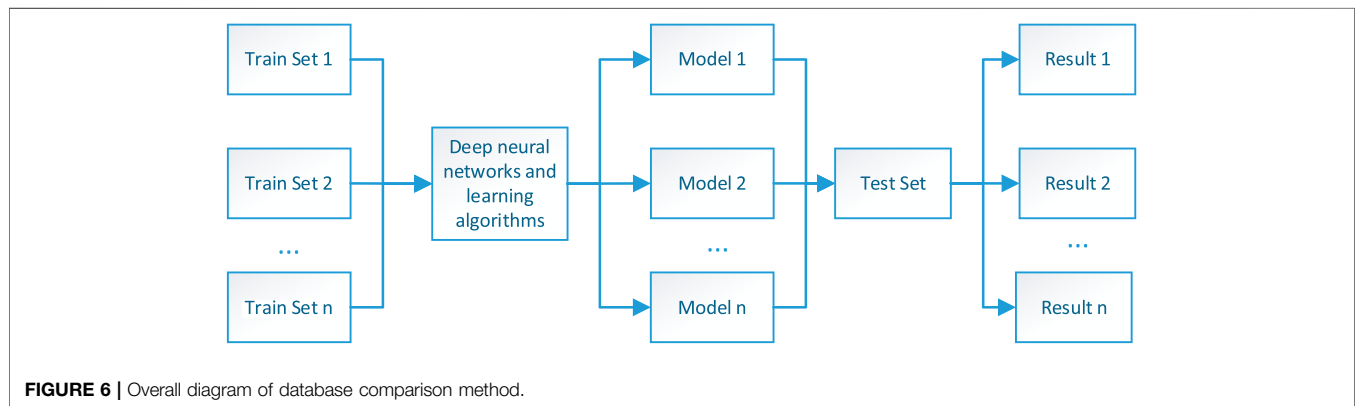 Train Set 1
Train Set 2
...
Train Set n
Deep neural
networks and
learning
algorithms
Model 1
Model 2
...
Model n
Test Set
Result 1
Result 2
...
Result n
FIGURE 6 | Overall diagram of database comparison method.